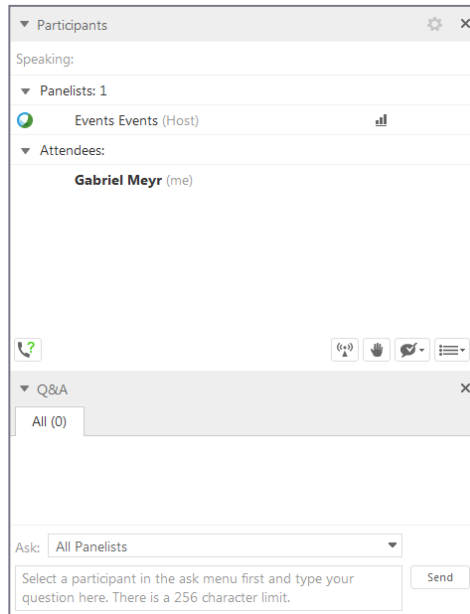 Participants
Speaking:
Panelists: 1
Events Events (Host)
Attendees:
Gabriel Meyr (me)
Q&A
All (0)
Ask: All Panelists
Select a participant in the ask menu first and type your
question here. There is a 256 character limit.
Send